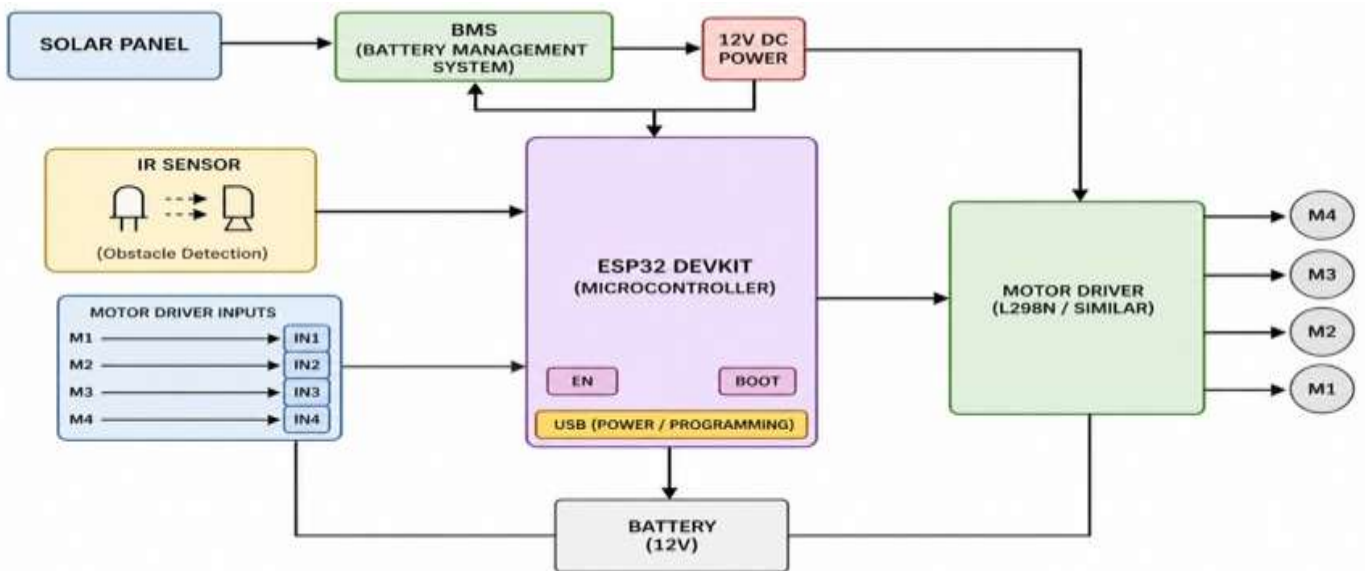 SOLAR PANEL
BMS
(BATTERY MANAGEMENT
SYSTEM)
12V DC
POWER
IR SENSOR
(Obstacle Detection)
MOTOR DRIVER INPUTS
M1 IN1
M2 IN2
M3 IN3
M4 IN4
ESP32 DEVKIT
(MICROCONTROLLER)
EN
BOOT
USB (POWER / PROGRAMMING)
MOTOR DRIVER
(L298N / SIMILAR)
M4
M3
M2
M1
BATTERY
(12V)